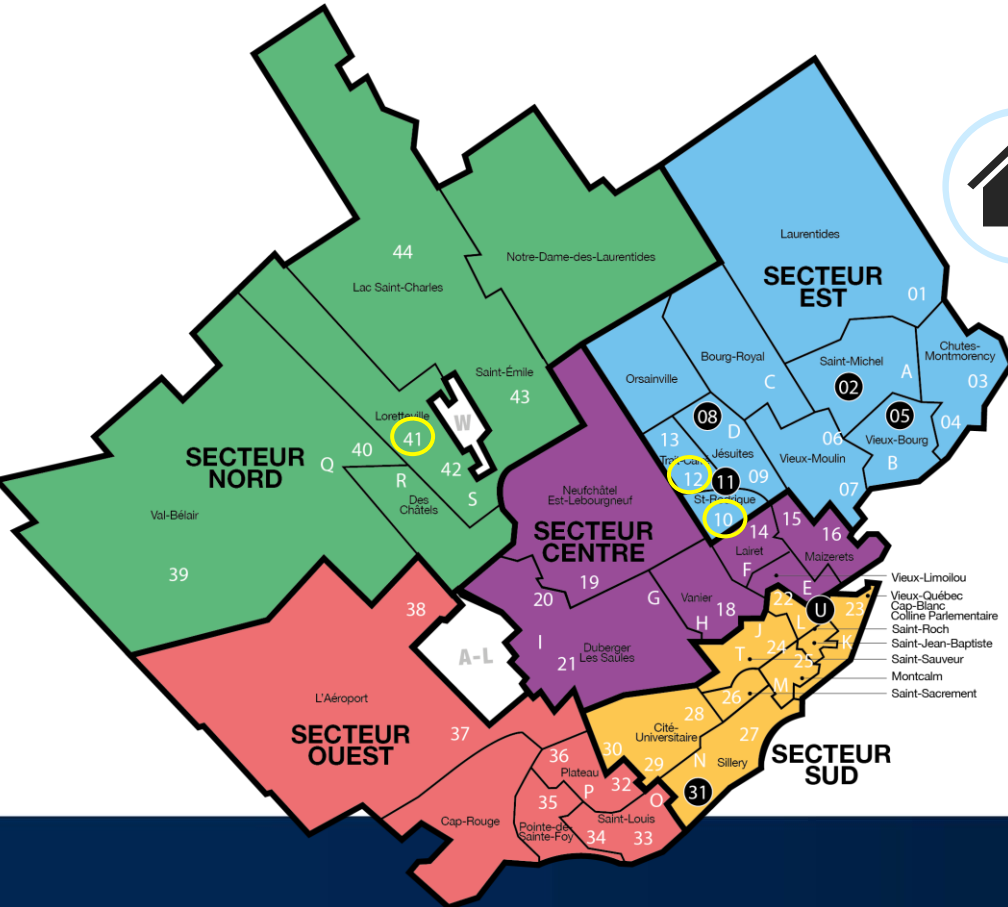 Laurentides
SECTEUR
EST
01
44
Lac Saint-Charles
Notre-Dame-des-Laurentides
Chutes-
Montmorency
03
Bourg-Royal
C
Saint-Michel
02
A
Orsainville
Saint-Émile
43
08
D
05
04
Vieux-Bourg
B
Loretteville
41
W
13
Jésuites
06
Vieux-Moulin
07
SECTEUR
NORD
Q
40
R
42
S
Des
Châtels
Trait-Carré
12
11
09
St-Rodrigue
10
Neufchâtel
Est-Lebourgneuf
SECTEUR
CENTRE
Val-Bélair
39
14
15
16
Lairet
Maizerets
F
E
19
20
G
Vanier
18
H
I
21
Duberger
Les Saules
38
A-L
22
U
23
L
J
K
24
T
25
M
26
Vieux-Limoilou
Vieux-Québec
Cap-Blanc
Colline Parlementaire
Saint-Roch
Saint-Jean-Baptiste
Saint-Sauveur
Montcalm
Saint-Sacrement
L'Aéroport
SECTEUR
OUEST
37
28
Cité-
Universitaire
27
30
29
N
Sillery
31
SECTEUR
SUD
36
Plateau
P
32
O
35
Cap-Rouge
Pointe-de-
Sainte-Foy
Saint-Louis
34
33